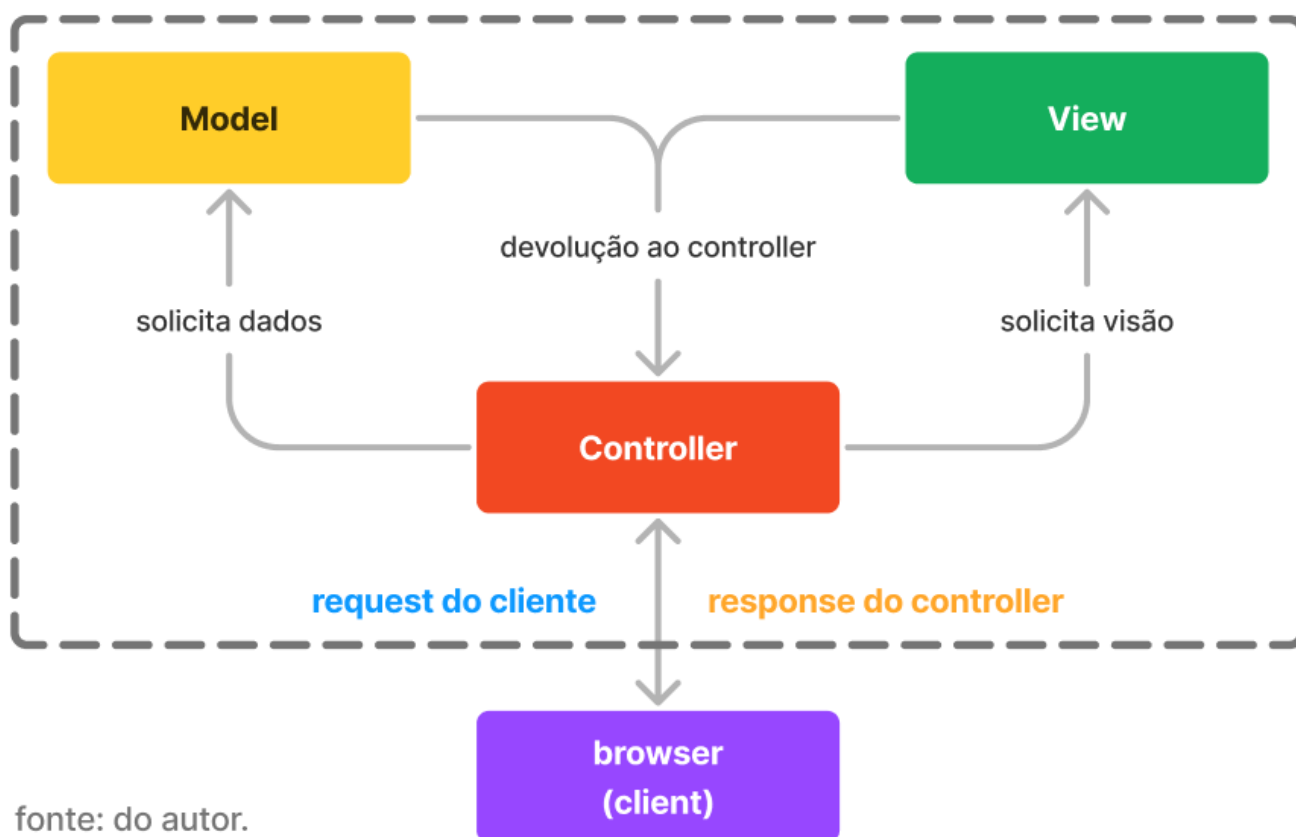 Model
View
devolução ao controller
solicita dados
solicita visão
Controller
request do cliente
response do controller
browser
(client)
fonte: do autor.